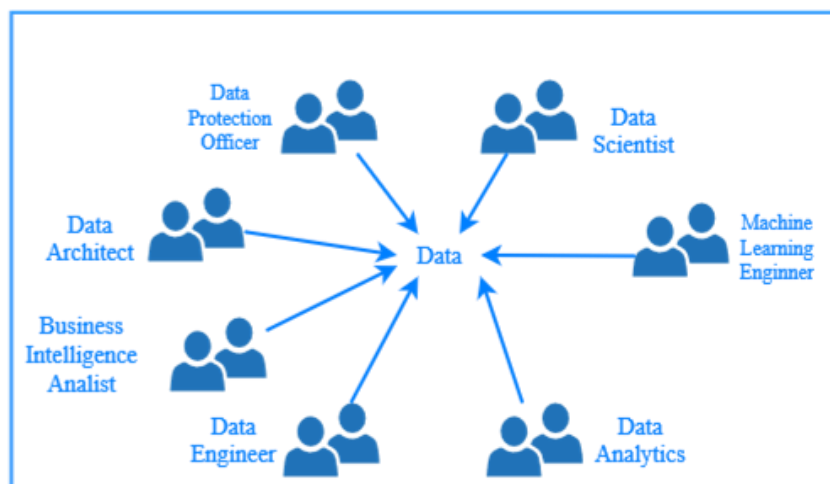 Data
Protection
Officer
Data
Scientist
Data
Architect
Data
Machine
Learning
Enginner
Business
Intelligence
Analist
Data
Engineer
Data
Analytics